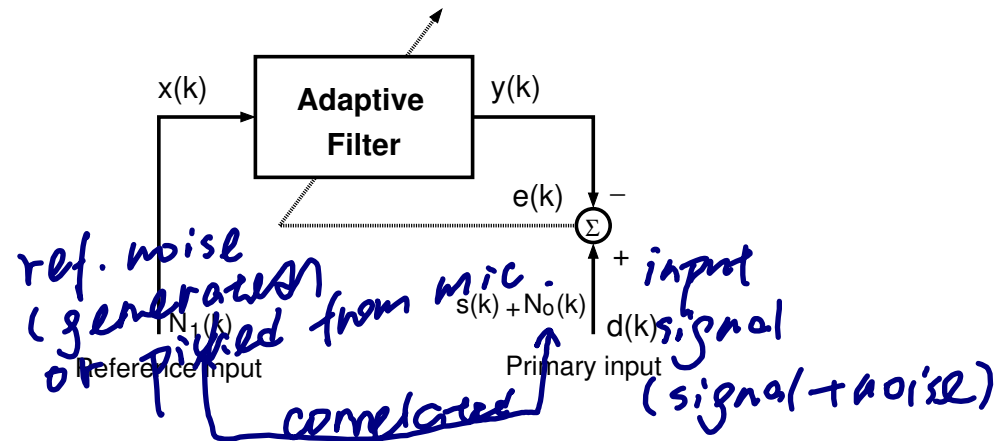 x(k)
Adaptive
Filter
y(k)
e(k)
−
Σ
+
ref. noise
(generated)
or picked from mic.
N₁(k)
Reference input
s(k) + N₀(k)
d(k)
Primary input
input
signal
(signal + noise)
correlated